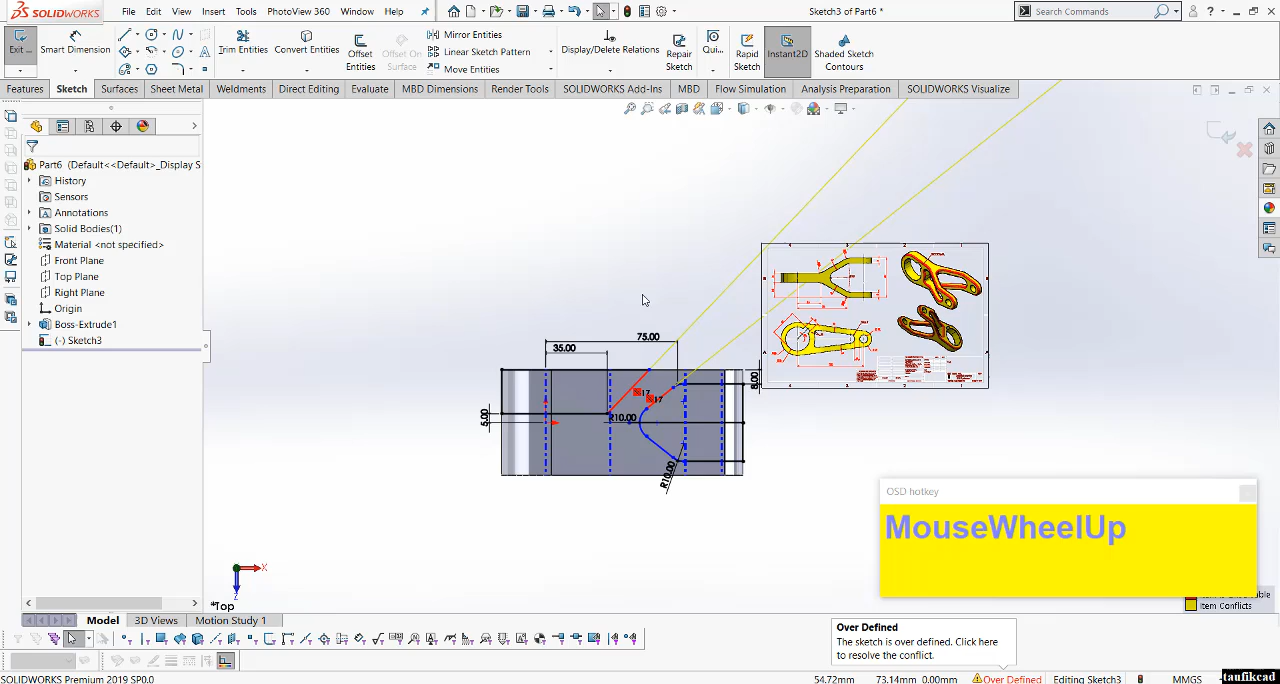 SOLIDWORKS
File Edit View Insert Tools PhotoView 360 Window Help
Sketch3 of Part6 *
Search Commands
Exit ...
Smart Dimension
Trim Entities
Convert Entities
Offset Entities
Offset On Surface
Mirror Entities
Linear Sketch Pattern
Move Entities
Display/Delete Relations
Repair Sketch
Qui...
Rapid Sketch
Instant2D
Shaded Sketch Contours
Features Sketch Surfaces Sheet Metal Weldments Direct Editing Evaluate MBD Dimensions Render Tools SOLIDWORKS Add-Ins MBD Flow Simulation Analysis Preparation SOLIDWORKS Visualize
Part6 (Default<<Default>_Display S
History
Sensors
Annotations
Solid Bodies(1)
Material <not specified>
Front Plane
Top Plane
Right Plane
Origin
Boss-Extrude1
(-) Sketch3
75.00
35.00
8.00
17
17
R10.00
5.00
R10.00
OSD hotkey
MouseWheelUp
Item Conflicts
X
Z
*Top
Model 3D Views Motion Study 1
Over Defined
The sketch is over defined. Click here
to resolve the conflict.
SOLIDWORKS Premium 2019 SP0.0
54.72mm 73.14mm 0.00mm Over Defined Editing Sketch3 MMGS
taufikcad